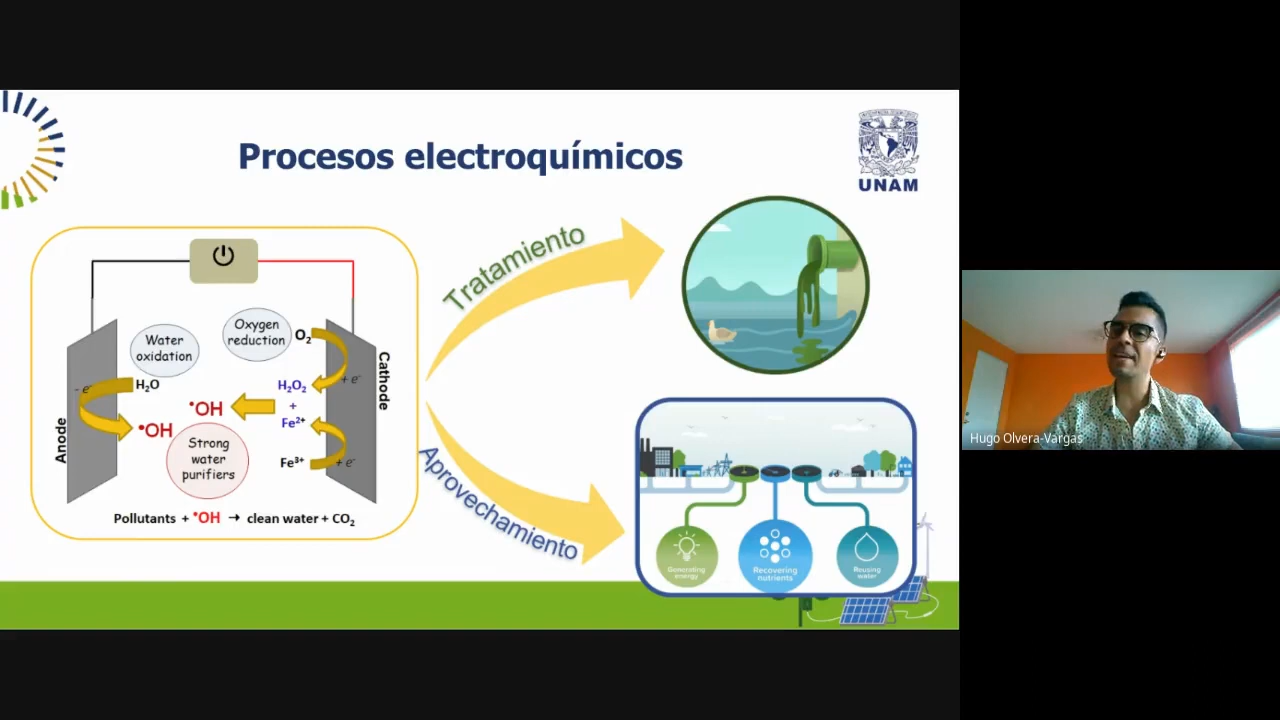 Procesos electroquímicos
UNAM
Tratamiento
Aprovechamiento
Water
oxidation
Oxygen
reduction
O₂
- e⁻
H₂O
•OH
•OH
H₂O₂
+
Fe²⁺
Fe³⁺
+ e⁻
+ e⁻
Anode
Cathode
Strong
water
purifiers
Pollutants + •OH → clean water + CO₂
Generating
energy
Recovering
nutrients
Reusing
water
Hugo Olvera-Vargas